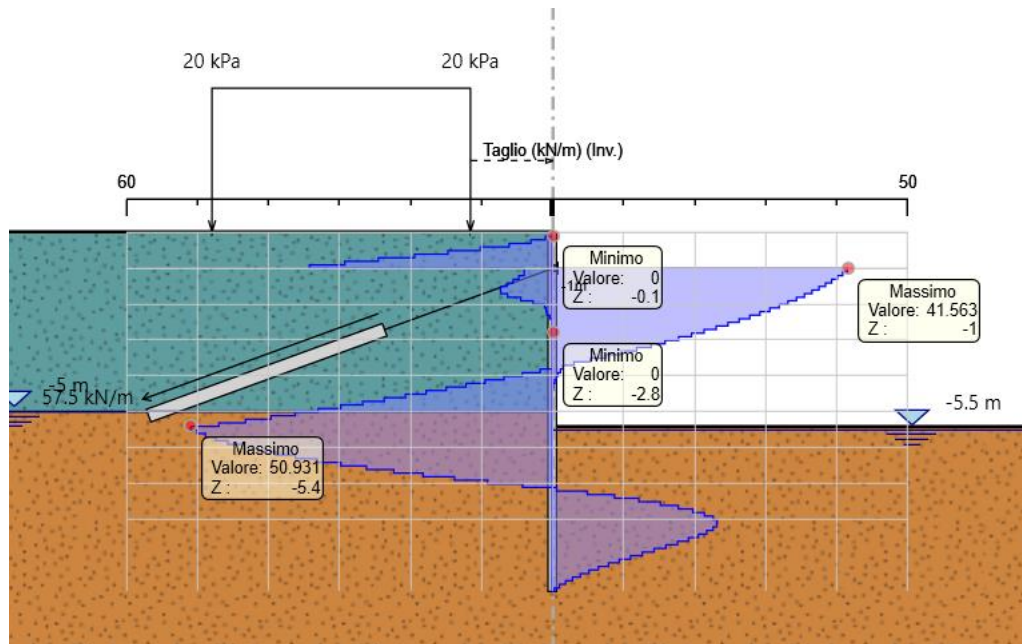 20 kPa 20 kPa
Taglio (kN/m) (Inv.)
60 50
Minimo
Valore: 0
Z : -0.1
-1m
Massimo
Valore: 41.563
Z : -1
Minimo
Valore: 0
Z : -2.8
-5 m
57.5 kN/m
-5.5 m
Massimo
Valore: 50.931
Z : -5.4